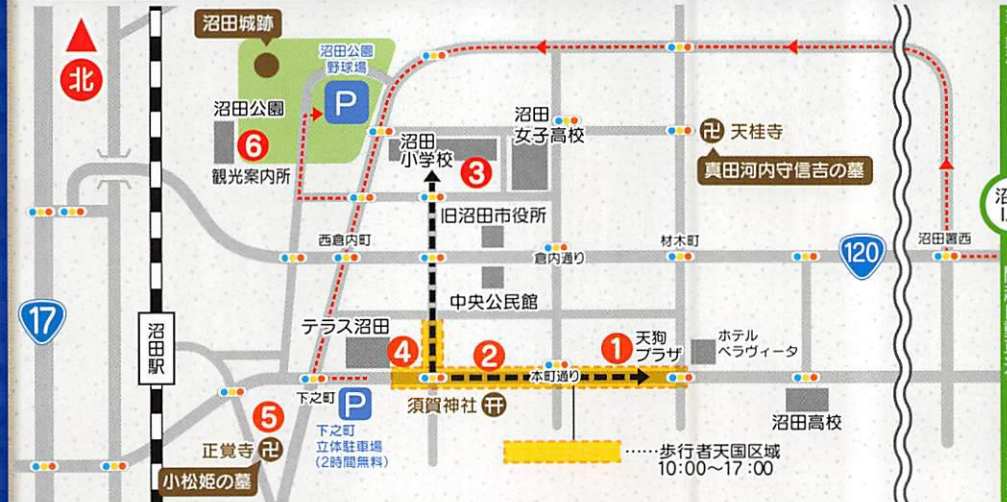 沼田城跡
北
沼田公園
野球場
P
沼田公園
6
観光案内所
沼田
小学校
3
沼田
女子高校
天桂寺
真田河内守信吉の墓
旧沼田市役所
西倉内町
倉内通り
材木町
120
沼田署西
沼
17
沼田駅
中央公民館
テラス沼田
4
2
1
天狗
プラザ
ホテル
ベラヴィータ
本町通り
下之町
P
須賀神社
沼田高校
5
正覚寺
小松姫の墓
下之町
立体駐車場
(2時間無料)
……歩行者天国区域
10:00〜17:00